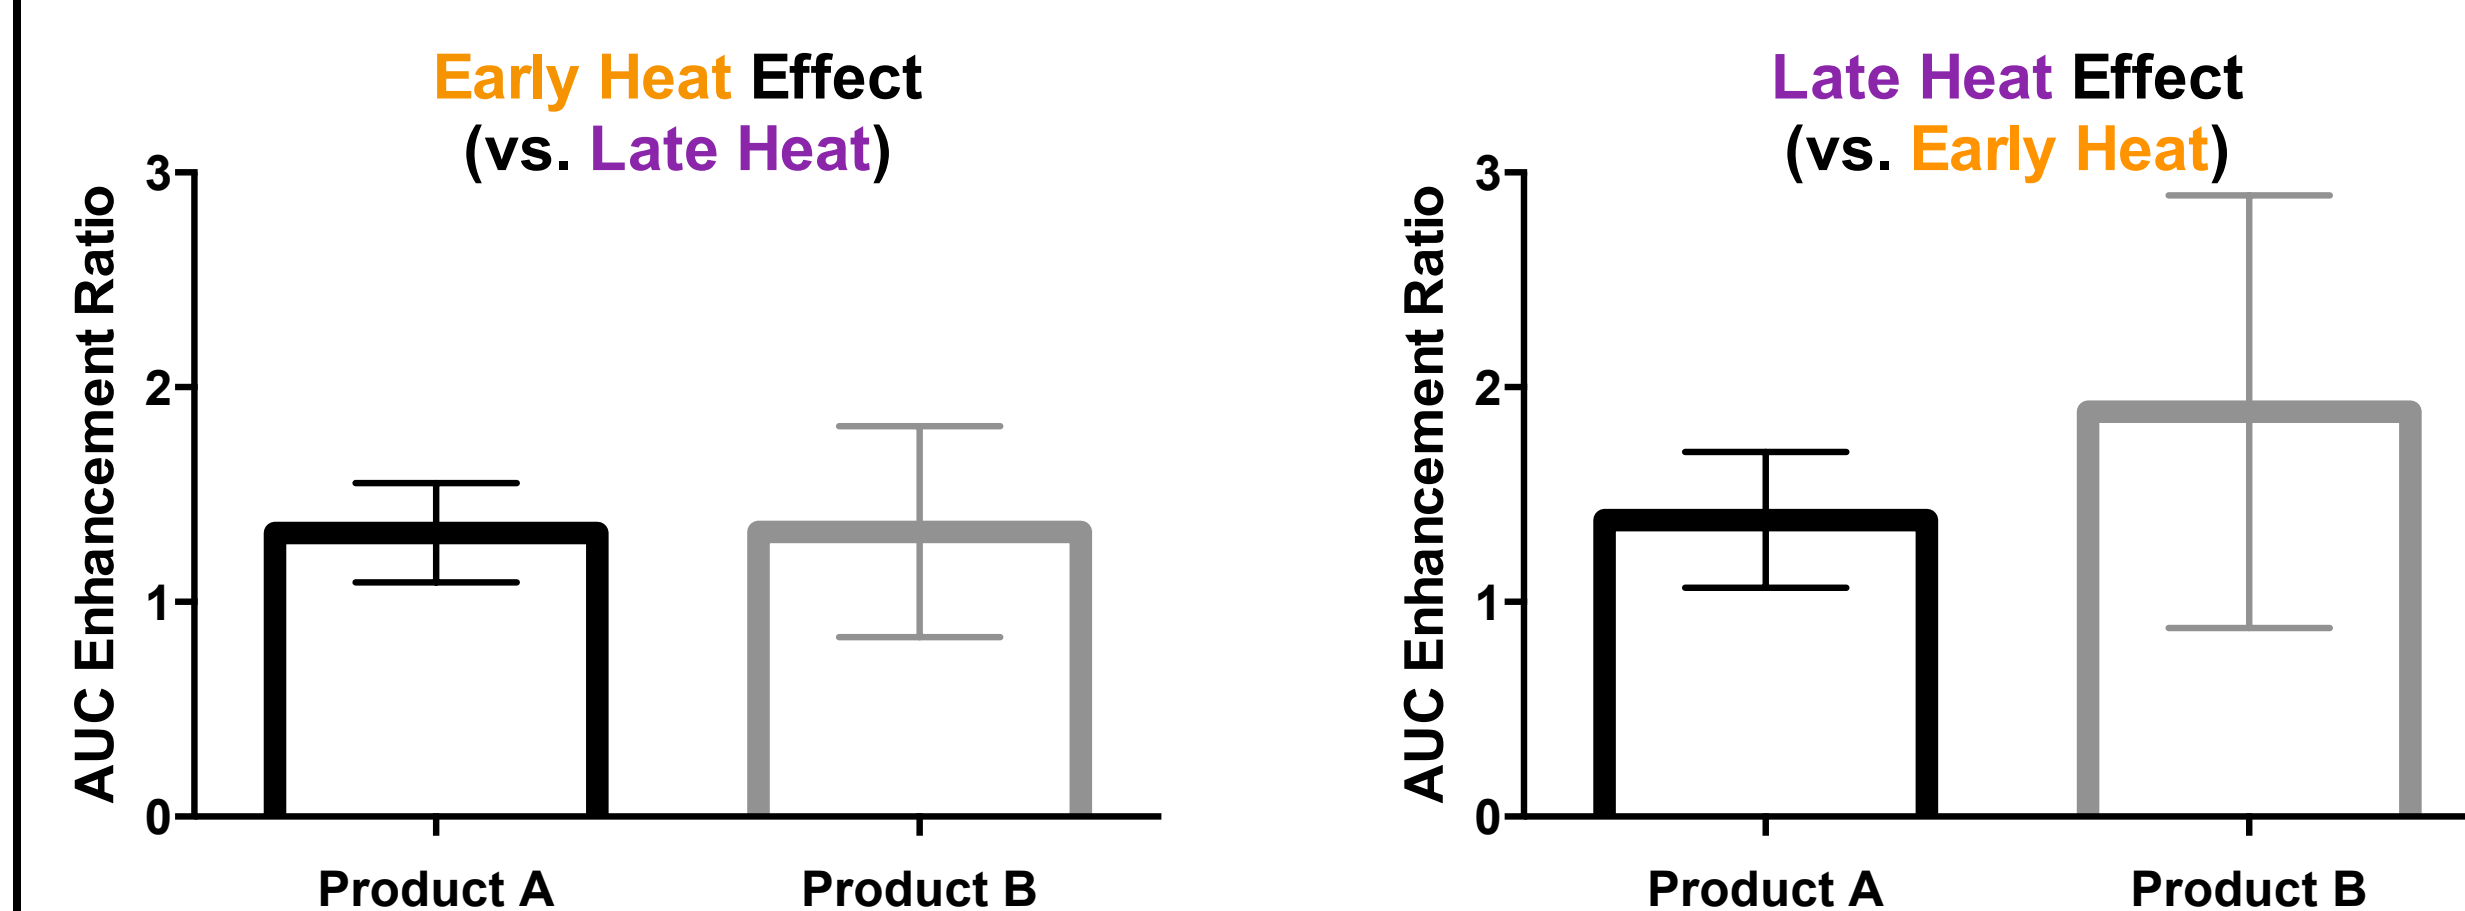 Early Heat Effect
(vs. Late Heat)
AUC Enhancement Ratio
3
2
1
0
Product A
Product B
Late Heat Effect
(vs. Early Heat)
AUC Enhancement Ratio
3
2
1
0
Product A
Product B